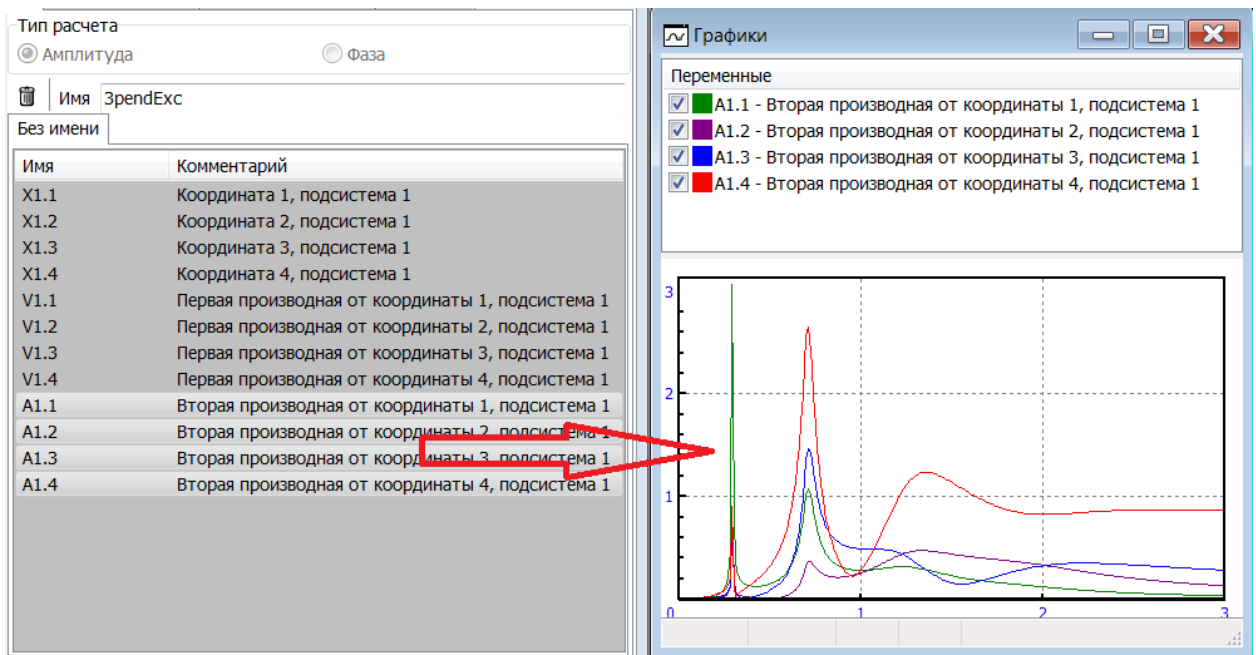 Тип расчета
Амплитуда
Фаза
Имя 3pendExc
Без имени
Имя Комментарий
X1.1 Координата 1, подсистема 1
X1.2 Координата 2, подсистема 1
X1.3 Координата 3, подсистема 1
X1.4 Координата 4, подсистема 1
V1.1 Первая производная от координаты 1, подсистема 1
V1.2 Первая производная от координаты 2, подсистема 1
V1.3 Первая производная от координаты 3, подсистема 1
V1.4 Первая производная от координаты 4, подсистема 1
A1.1 Вторая производная от координаты 1, подсистема 1
A1.2 Вторая производная от координаты 2, подсистема 1
A1.3 Вторая производная от координаты 3, подсистема 1
A1.4 Вторая производная от координаты 4, подсистема 1
Графики
Переменные
A1.1 - Вторая производная от координаты 1, подсистема 1
A1.2 - Вторая производная от координаты 2, подсистема 1
A1.3 - Вторая производная от координаты 3, подсистема 1
A1.4 - Вторая производная от координаты 4, подсистема 1
3
2
1
0 1 2 3